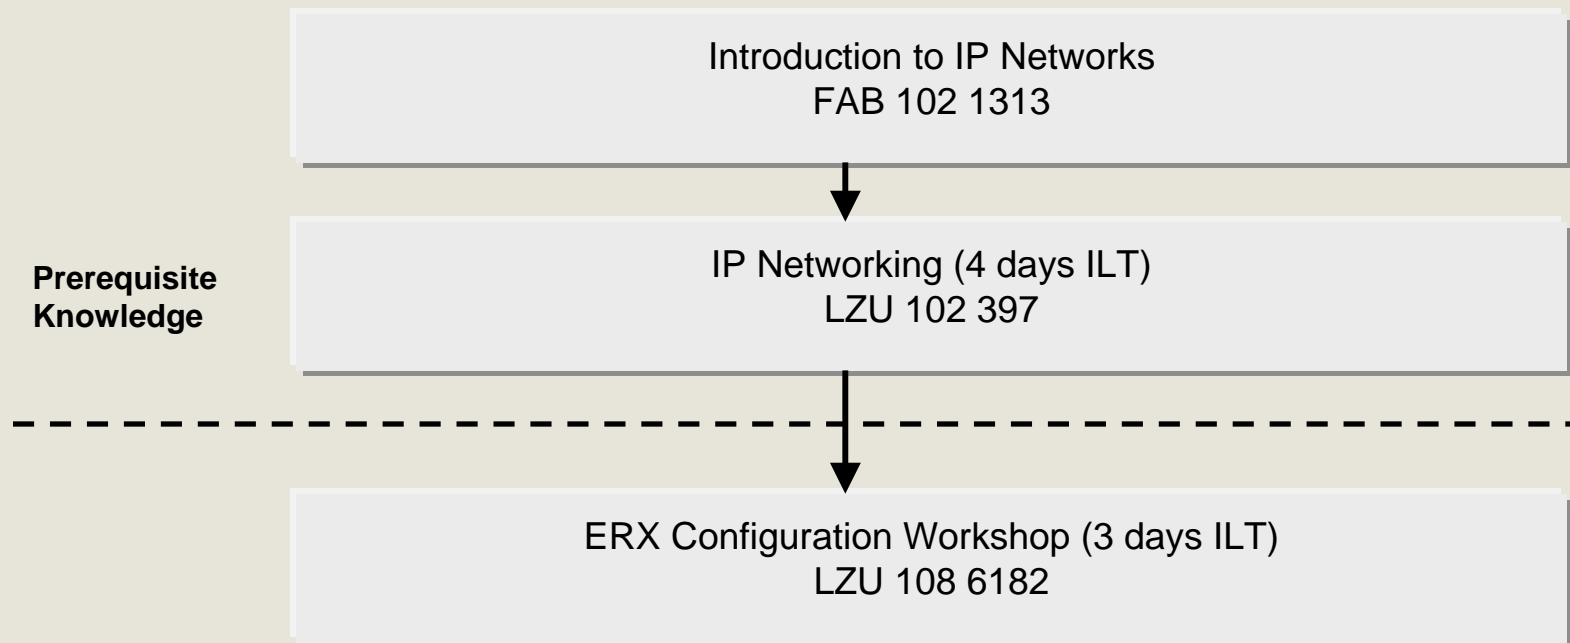 Introduction to IP Networks
FAB 102 1313
Prerequisite
Knowledge
IP Networking (4 days ILT)
LZU 102 397
ERX Configuration Workshop (3 days ILT)
LZU 108 6182